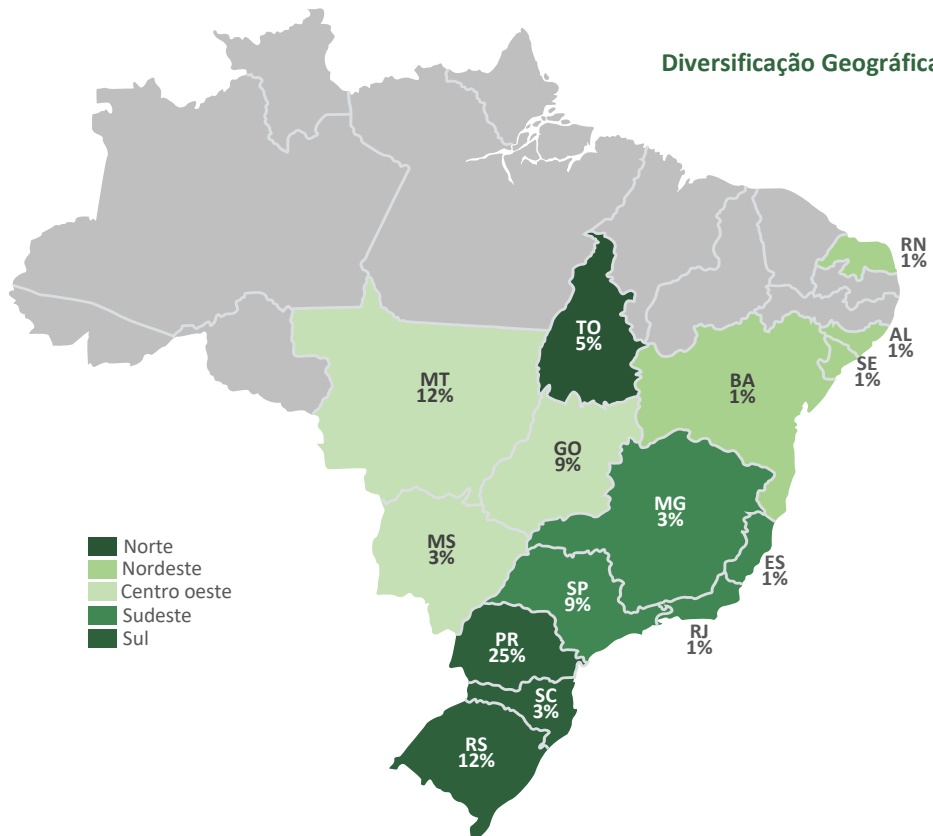 Diversificação Geográfica
RN
1%
TO
5%
AL
1%
SE
1%
MT
12%
BA
1%
GO
9%
MG
3%
MS
3%
ES
1%
SP
9%
RJ
1%
PR
25%
SC
3%
RS
12%
Norte
Nordeste
Centro oeste
Sudeste
Sul